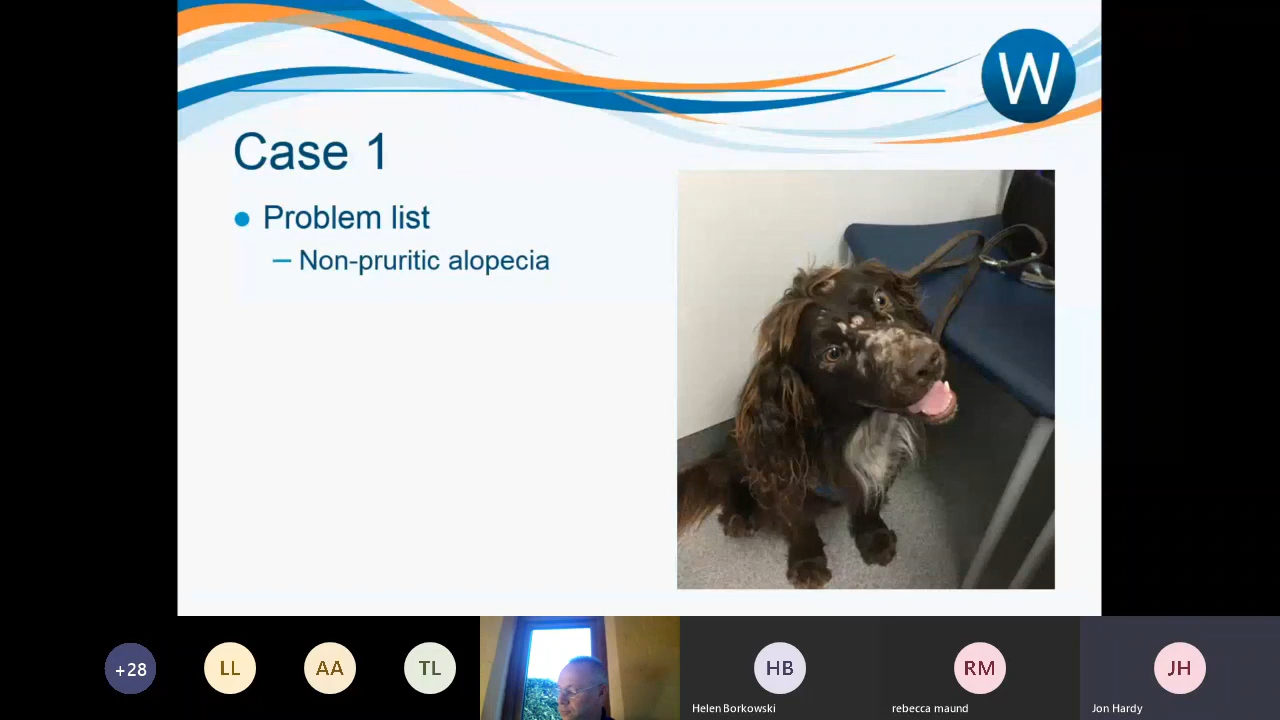 W
Case 1
Problem list
Non-pruritic alopecia
+28
LL
AA
TL
HB
Helen Borkowski
RM
rebecca maund
JH
Jon Hardy